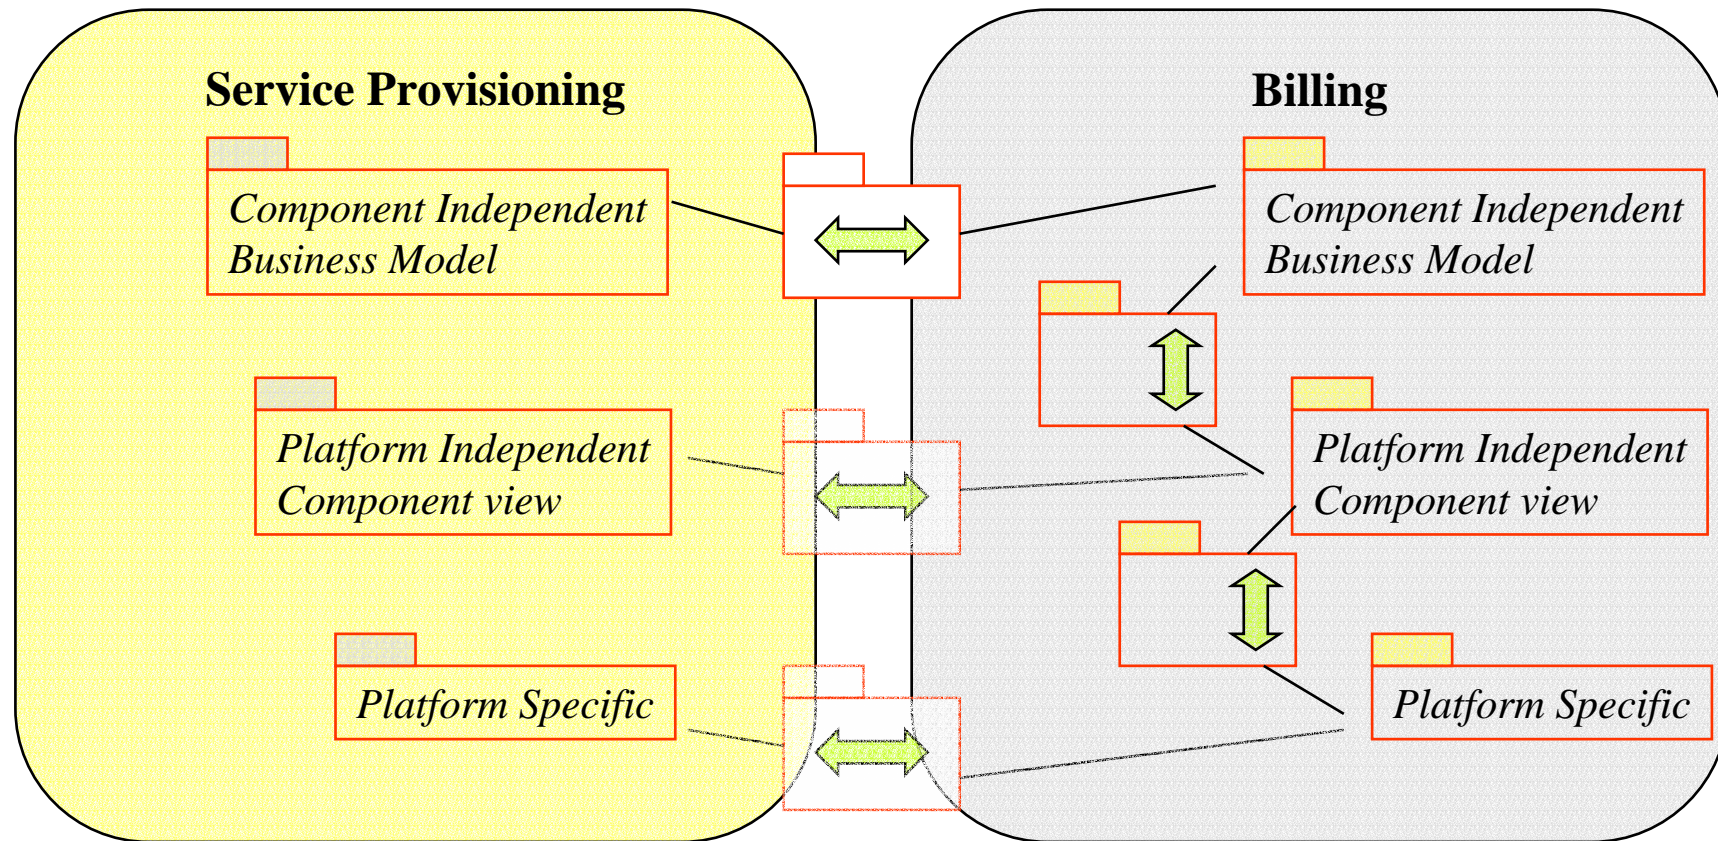 Service Provisioning
Component Independent
Business Model
Platform Independent
Component view
Platform Specific
Billing
Component Independent
Business Model
Platform Independent
Component view
Platform Specific